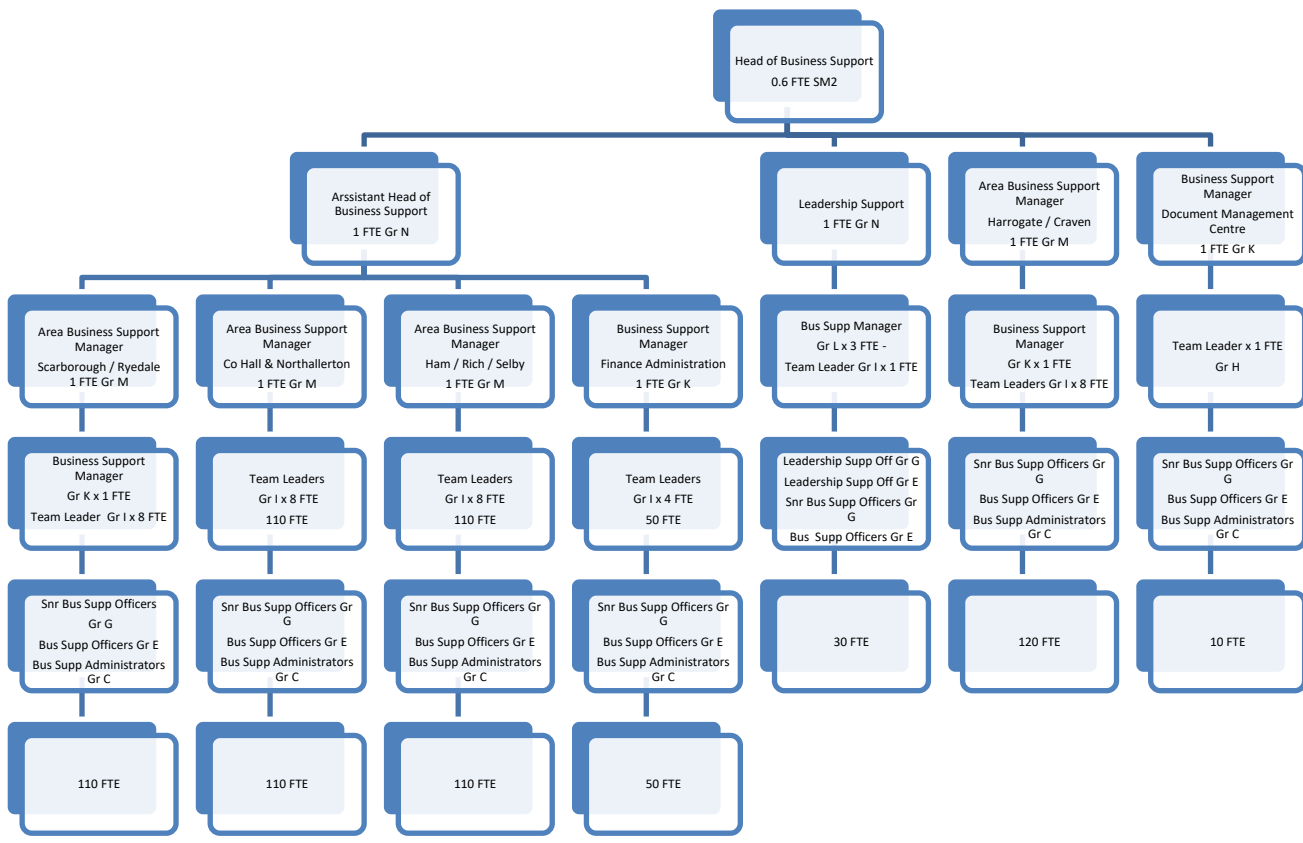 Head of Business Support
0.6 FTE SM2
Arssistant Head of
Business Support
1 FTE Gr N
Leadership Support
1 FTE Gr N
Area Business Support
Manager
Harrogate / Craven
1 FTE Gr M
Business Support
Manager
Document Management
Centre
1 FTE Gr K
Area Business Support
Manager
Scarborough / Ryedale
1 FTE Gr M
Area Business Support
Manager
Co Hall & Northallerton
1 FTE Gr M
Area Business Support
Manager
Ham / Rich / Selby
1 FTE Gr M
Business Support
Manager
Finance Administration
1 FTE Gr K
Bus Supp Manager
Gr L x 3 FTE -
Team Leader Gr I x 1 FTE
Business Support
Manager
Gr K x 1 FTE
Team Leaders Gr I x 8 FTE
Team Leader x 1 FTE
Gr H
Business Support
Manager
Gr K x 1 FTE
Team Leader Gr I x 8 FTE
Team Leaders
Gr I x 8 FTE
110 FTE
Team Leaders
Gr I x 8 FTE
110 FTE
Team Leaders
Gr I x 4 FTE
50 FTE
Leadership Supp Off Gr G
Leadership Supp Off Gr E
Snr Bus Supp Officers Gr
G
Bus Supp Officers Gr E
Snr Bus Supp Officers Gr
G
Bus Supp Officers Gr E
Bus Supp Administrators
Gr C
Snr Bus Supp Officers Gr
G
Bus Supp Officers Gr E
Bus Supp Administrators
Gr C
Snr Bus Supp Officers
Gr G
Bus Supp Officers Gr E
Bus Supp Administrators
Gr C
Snr Bus Supp Officers Gr
G
Bus Supp Officers Gr E
Bus Supp Administrators
Gr C
Snr Bus Supp Officers Gr
G
Bus Supp Officers Gr E
Bus Supp Administrators
Gr C
Snr Bus Supp Officers Gr
G
Bus Supp Officers Gr E
Bus Supp Administrators
Gr C
30 FTE
120 FTE
10 FTE
110 FTE
110 FTE
110 FTE
50 FTE